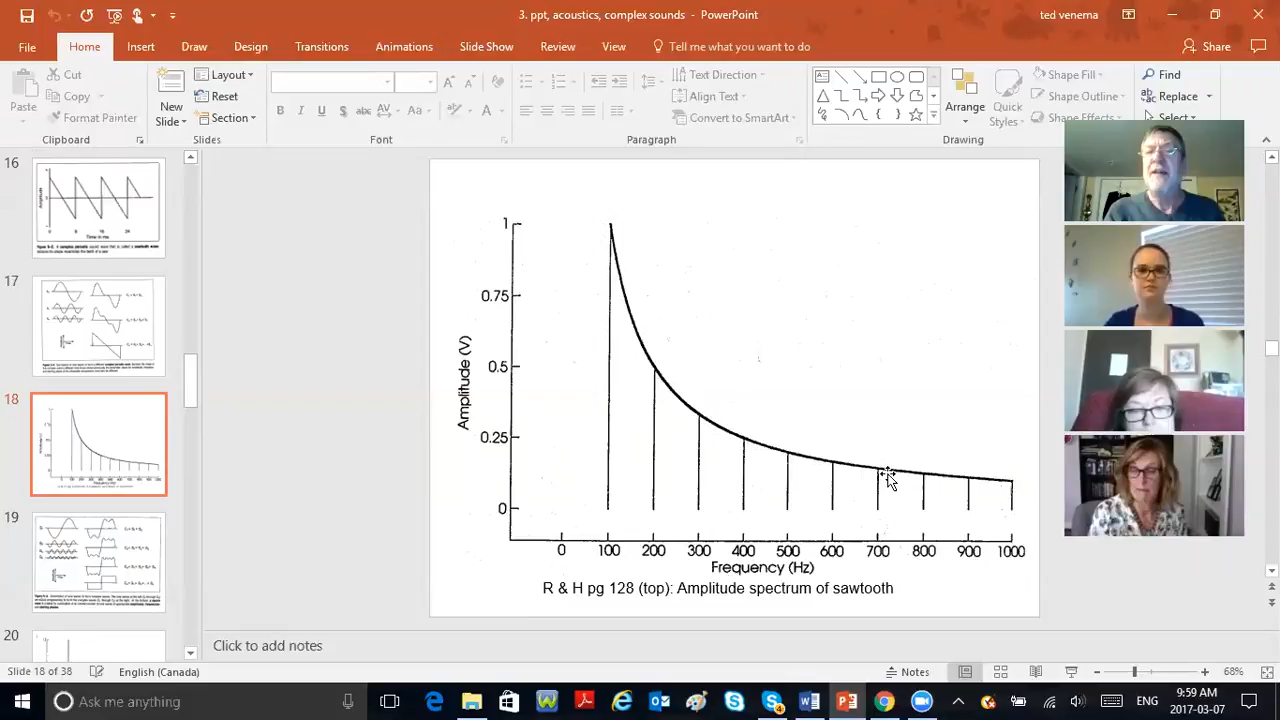 3. ppt, acoustics, complex sounds - PowerPoint
ted venema
File
Home
Insert
Draw
Design
Transitions
Animations
Slide Show
Review
View
Tell me what you want to do
Share
Paste
Cut
Copy
Format Painter
Clipboard
New Slide
Layout
Reset
Section
Slides
B I U S abc AV Aa A
Font
Text Direction
Align Text
Convert to SmartArt
Paragraph
Arrange
Quick Styles
Shape Fill
Shape Outline
Shape Effects
Drawing
Find
Replace
Select
16
17
18
19
20
Amplitude (V)
1
0.75
0.5
0.25
0
0 100 200 300 400 500 600 700 800 900 1000
Frequency (Hz)
R & H pg 128 (top): Amplitude spectrum of sawtooth
Click to add notes
Slide 18 of 38
English (Canada)
Notes
68%
Ask me anything
ENG
9:59 AM
2017-03-07